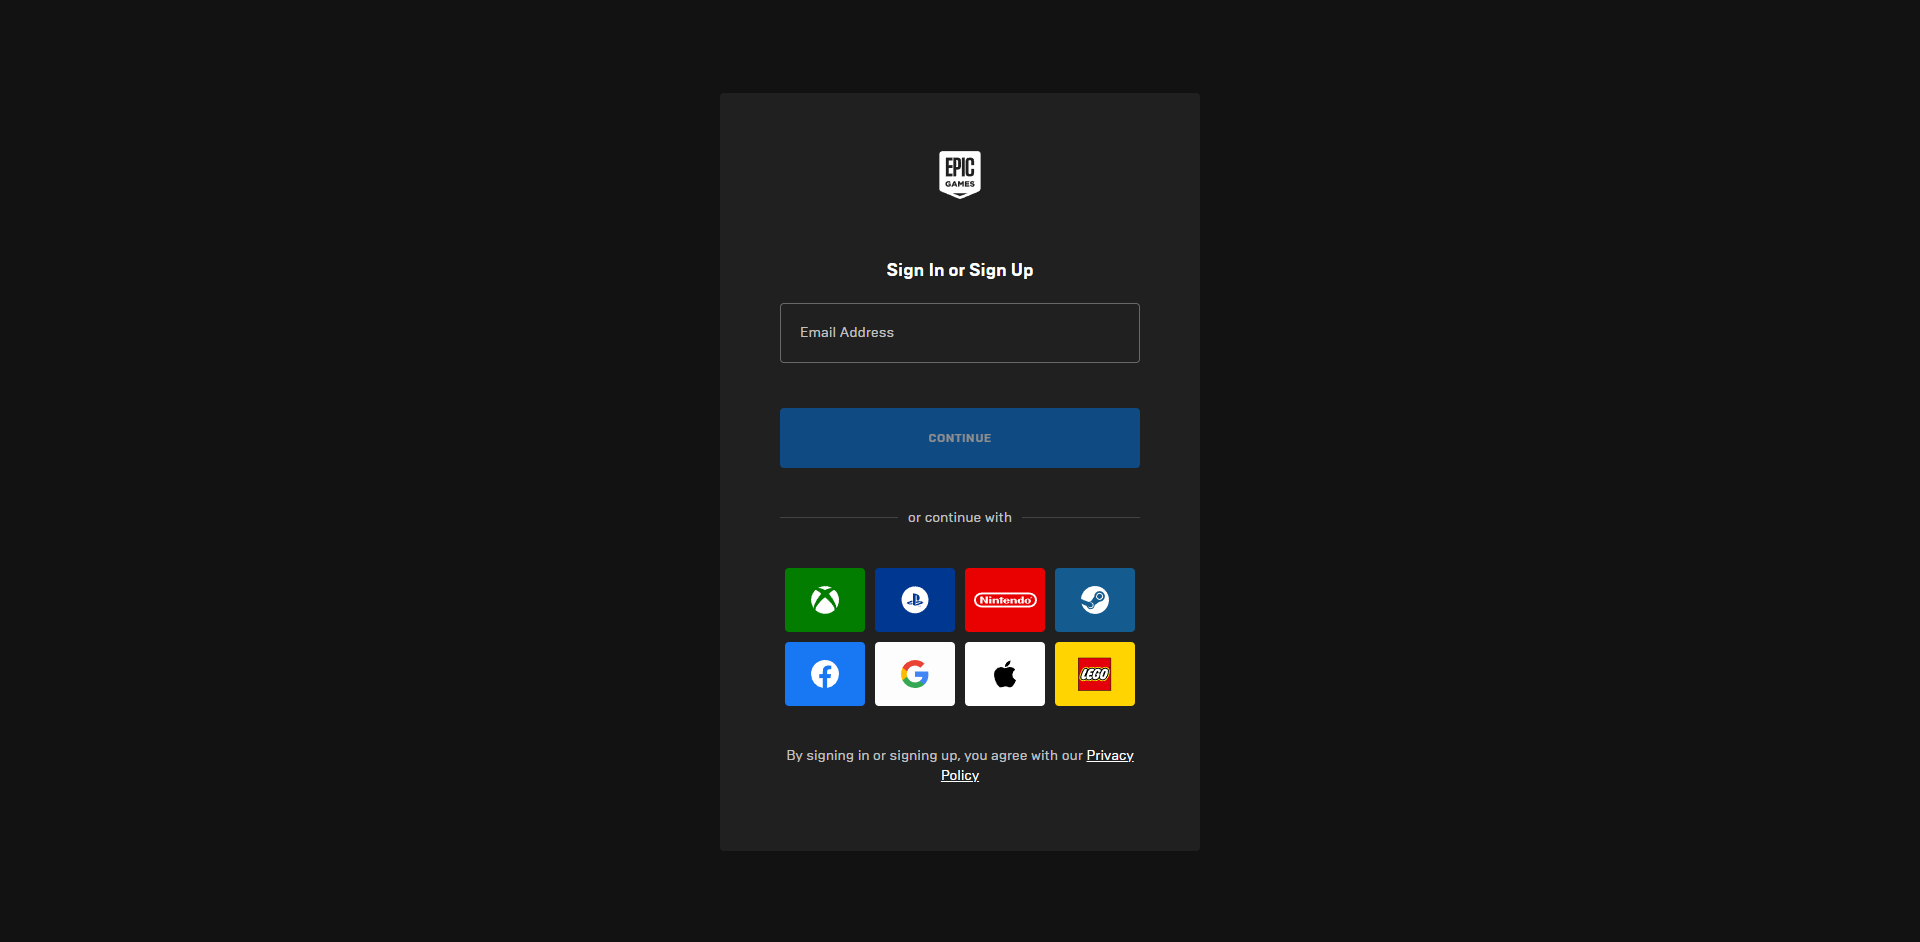 EPIC
GAMES
Sign In or Sign Up
Email Address
CONTINUE
or continue with
Nintendo
LEGO
By signing in or signing up, you agree with our Privacy
Policy